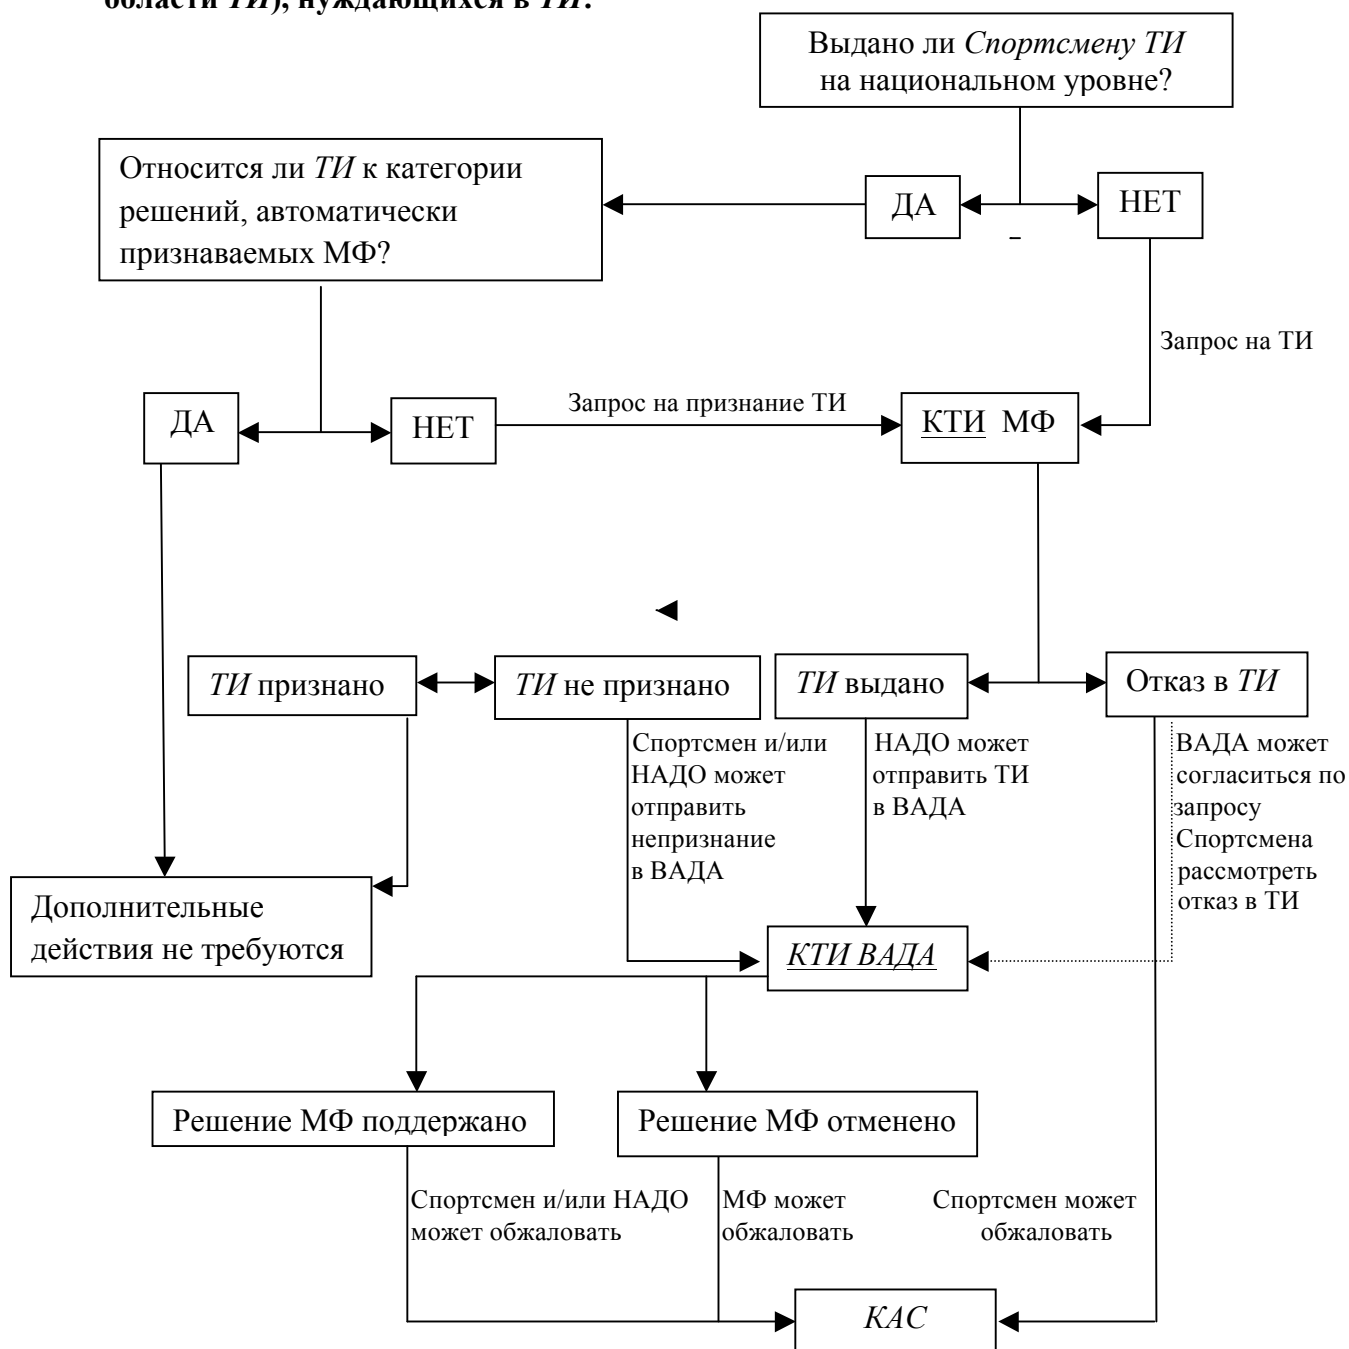 области ТИ), нуждающихся в ТИ.
Выдано ли Спортсмену ТИ
на национальном уровне?
Относится ли ТИ к категории
решений, автоматически
признаваемых МФ?
ДА
НЕТ
Запрос на ТИ
ДА
НЕТ
Запрос на признание ТИ
КТИ МФ
ТИ признано
ТИ не признано
ТИ выдано
Отказ в ТИ
Спортсмен и/или
НАДО может
отправить
непризнание
в ВАДА
НАДО может
отправить ТИ
в ВАДА
ВАДА может
согласиться по
запросу
Спортсмена
рассмотреть
отказ в ТИ
Дополнительные
действия не требуются
КТИ ВАДА
Решение МФ поддержано
Решение МФ отменено
Спортсмен и/или НАДО
может обжаловать
МФ может
обжаловать
Спортсмен может
обжаловать
КАС